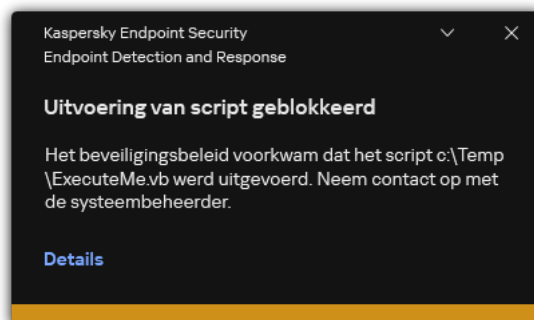 Kaspersky Endpoint Security
Endpoint Detection and Response
Uitvoering van script geblokkeerd
Het beveiligingsbeleid voorkwam dat het script c:\Temp
\ExecuteMe.vb werd uitgevoerd. Neem contact op met
de systeembeheerder.
Details